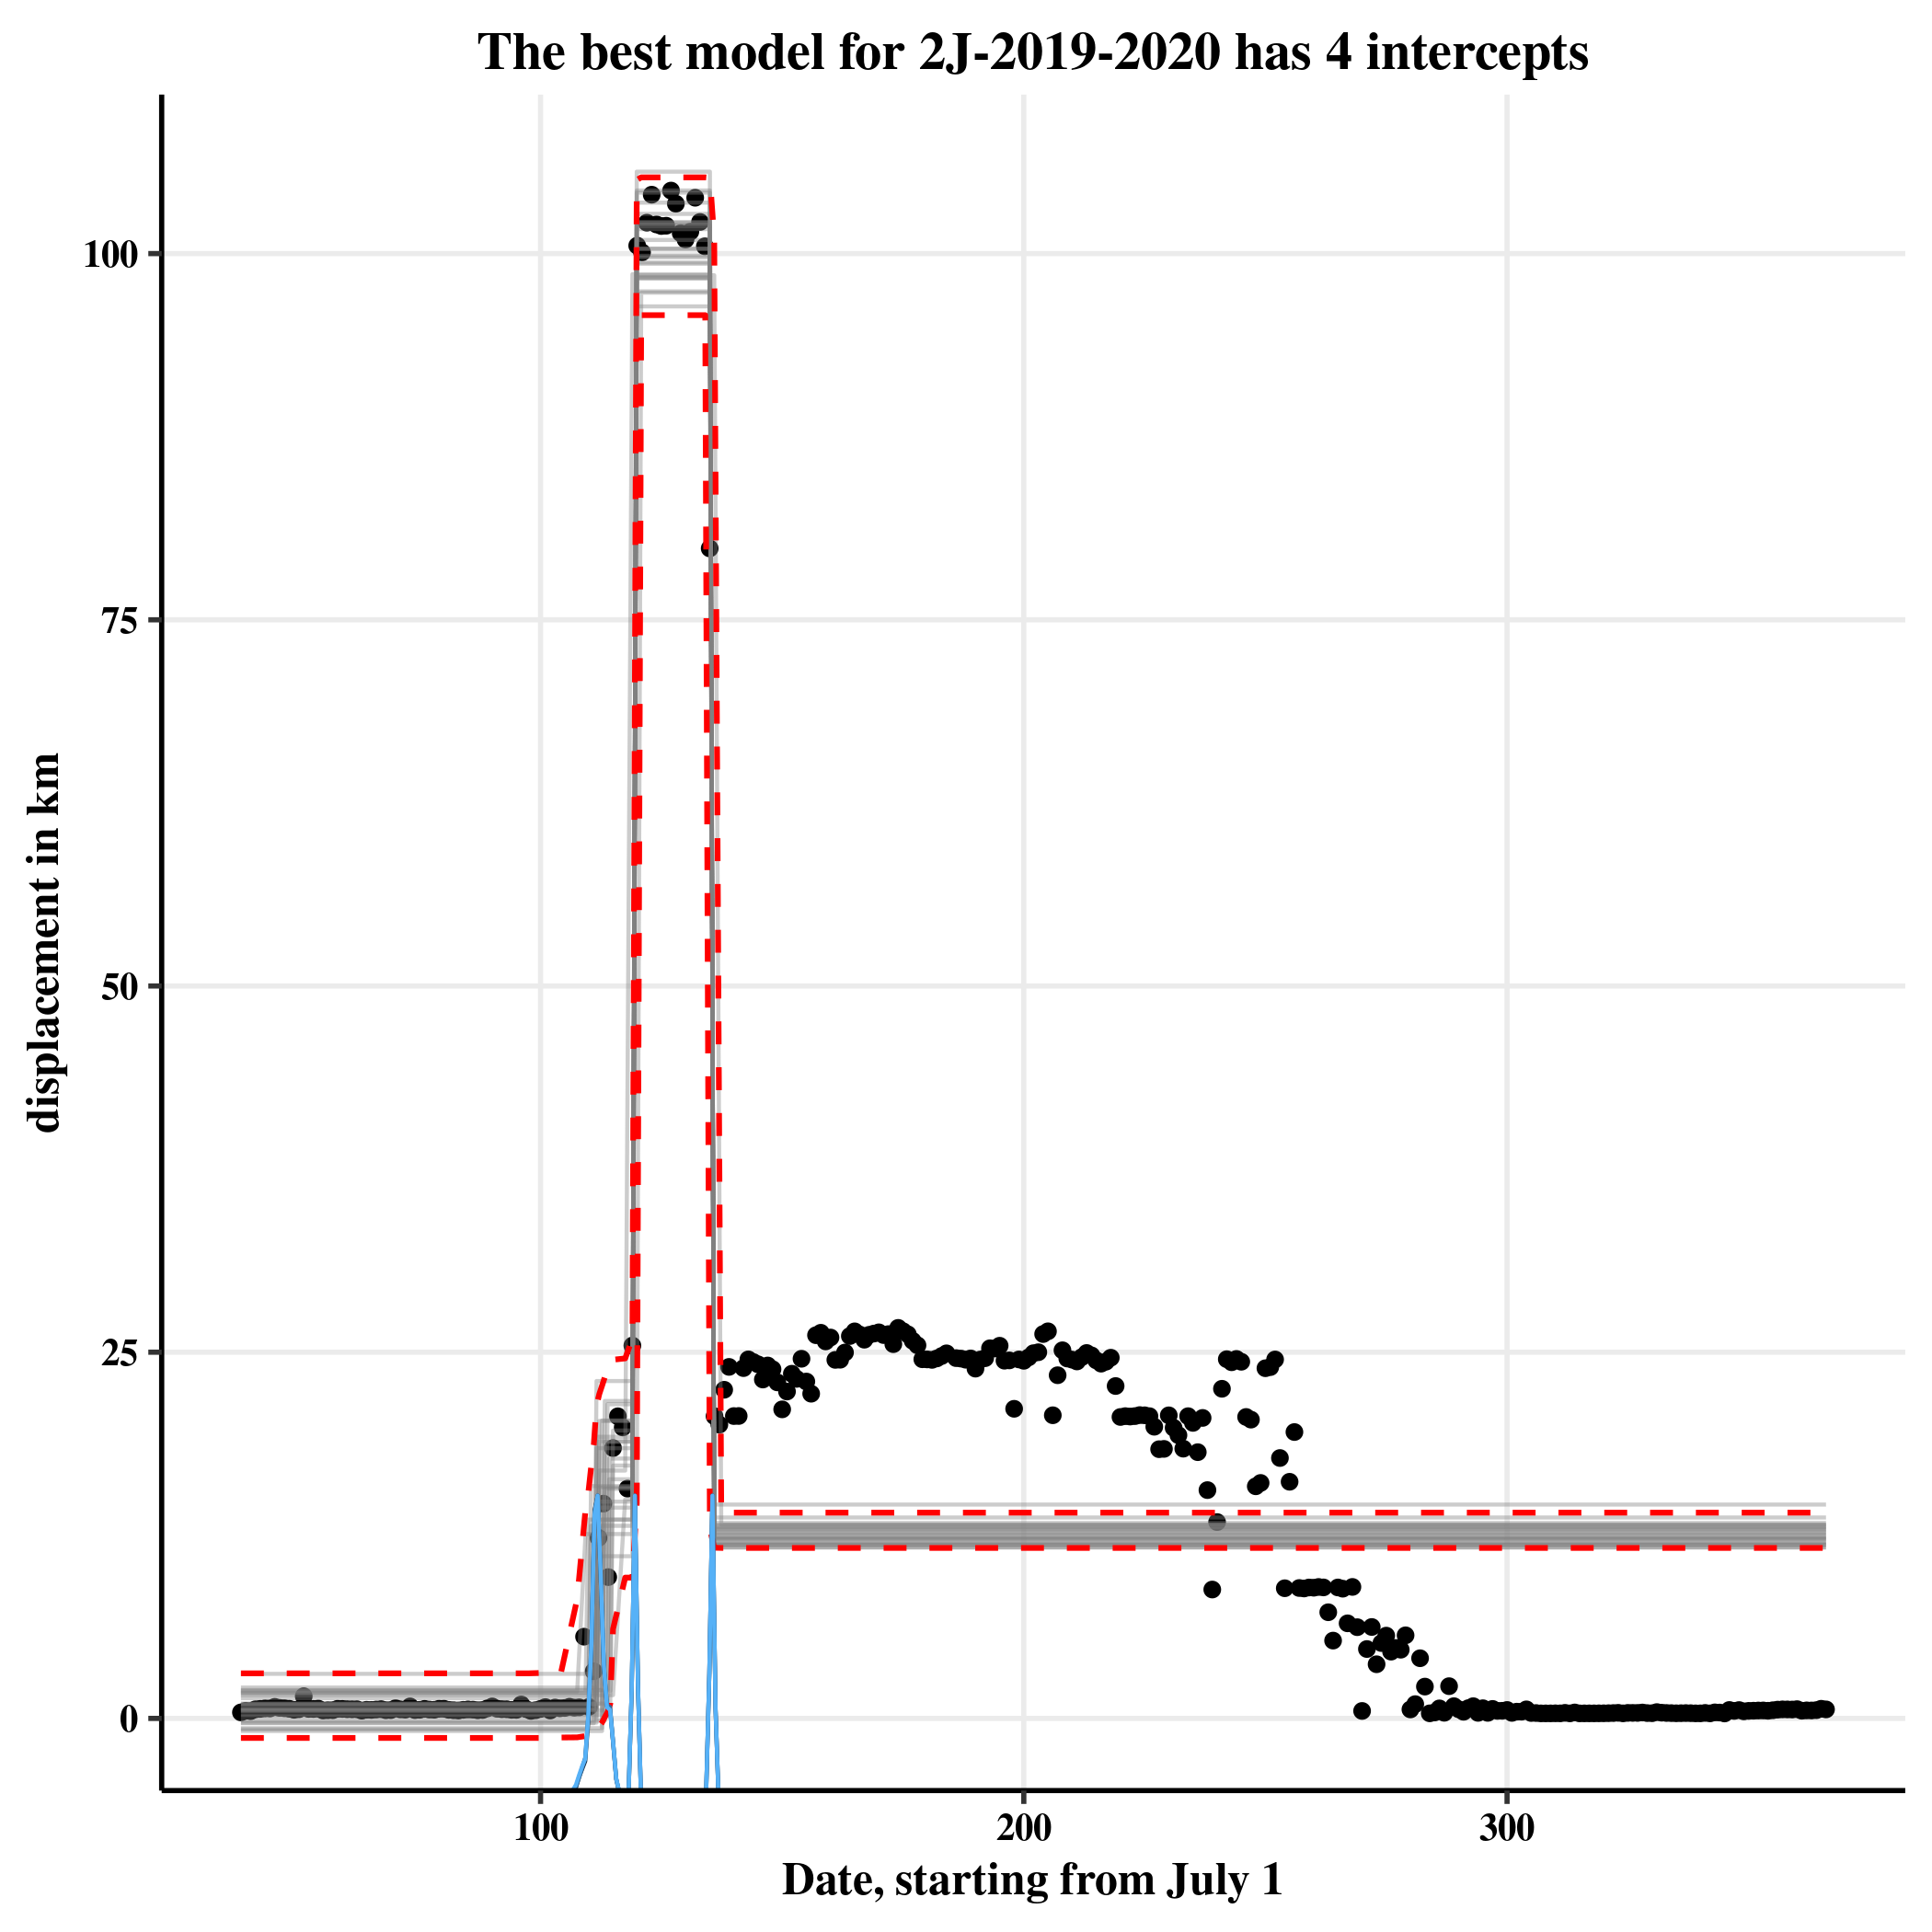 The best model for 2J-2019-2020 has 4 intercepts
100
75
50
25
0
displacement in km
100 200 300
Date, starting from July 1